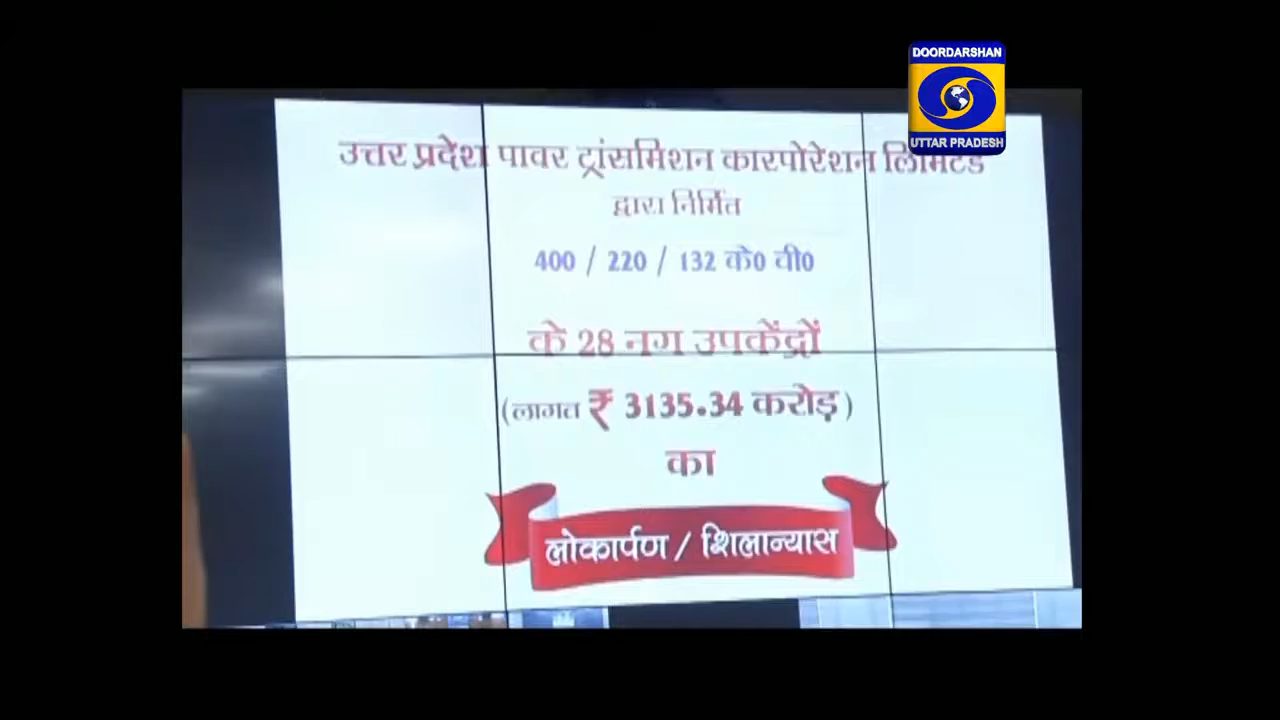 DOORDARSHAN
UTTAR PRADESH
उत्तर प्रदेश पावर ट्रांसमिशन कारपोरेशन लिमिटेड
द्वारा निर्मित
400 / 220 / 132 के0 वी0
के 28 नग उपकेंद्रों
(लागत ₹ 3135.34 करोड़)
का
लोकार्पण / शिलान्यास